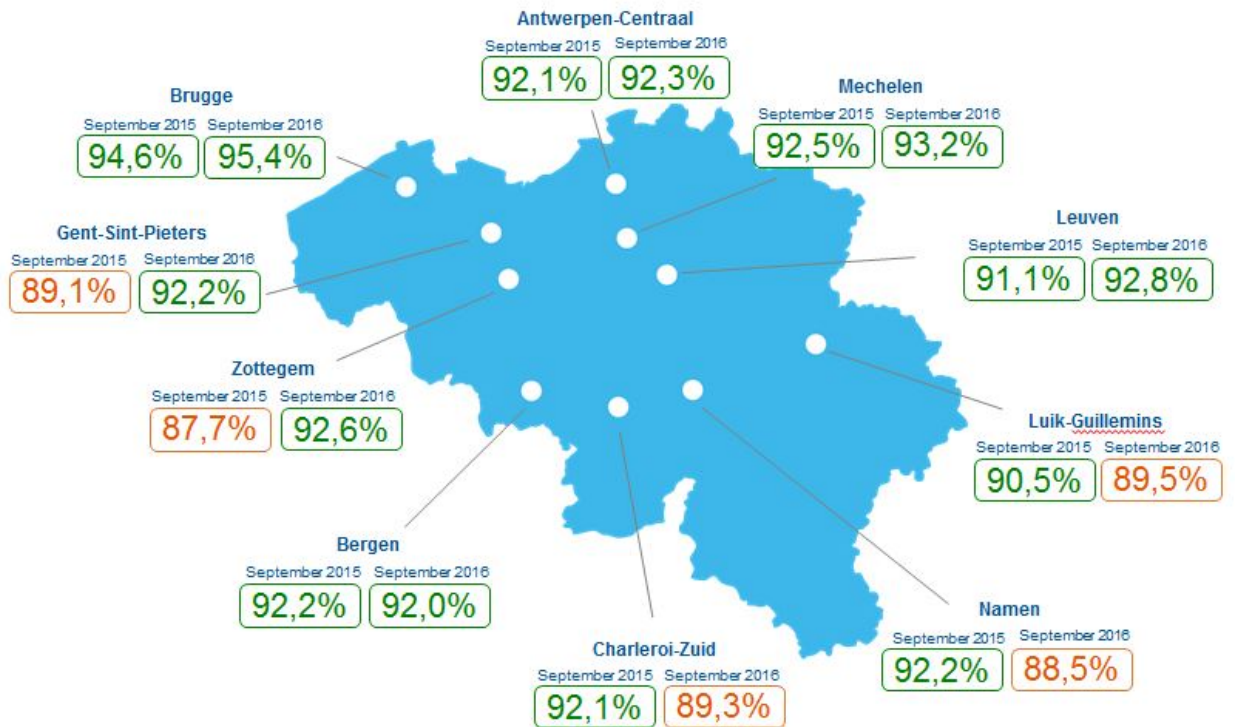 Antwerpen-Centraal
September 2015 September 2016
92,1% 92,3%
Brugge
September 2015 September 2016
94,6% 95,4%
Mechelen
September 2015 September 2016
92,5% 93,2%
Gent-Sint-Pieters
September 2015 September 2016
89,1% 92,2%
Leuven
September 2015 September 2016
91,1% 92,8%
Zottegem
September 2015 September 2016
87,7% 92,6%
Luik-Guillemins
September 2015 September 2016
90,5% 89,5%
Bergen
September 2015 September 2016
92,2% 92,0%
Namen
September 2015 September 2016
92,2% 88,5%
Charleroi-Zuid
September 2015 September 2016
92,1% 89,3%